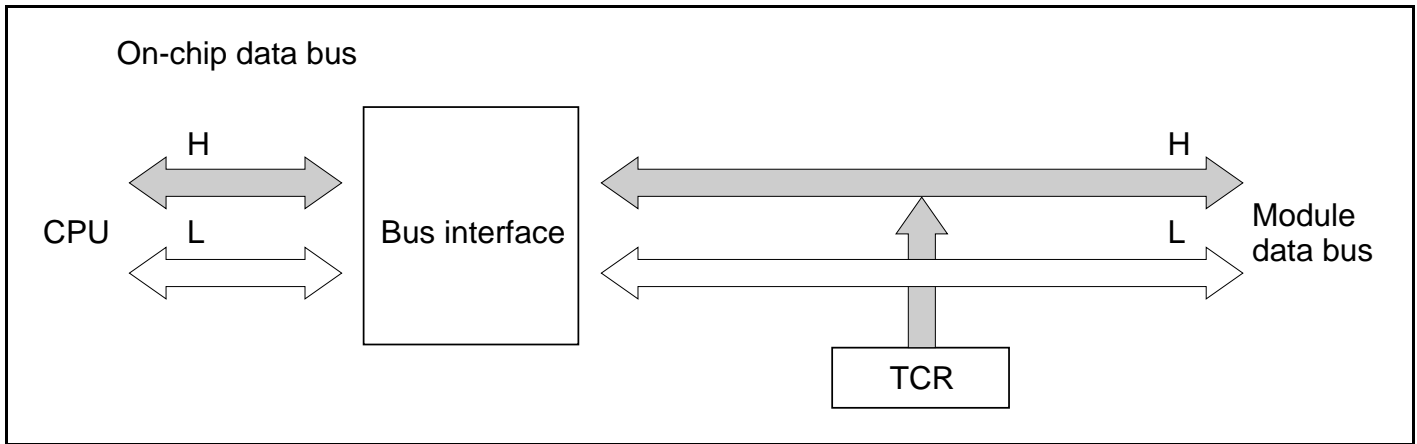 On-chip data bus
H
H
CPU
L
Bus interface
L
Module
data bus
TCR